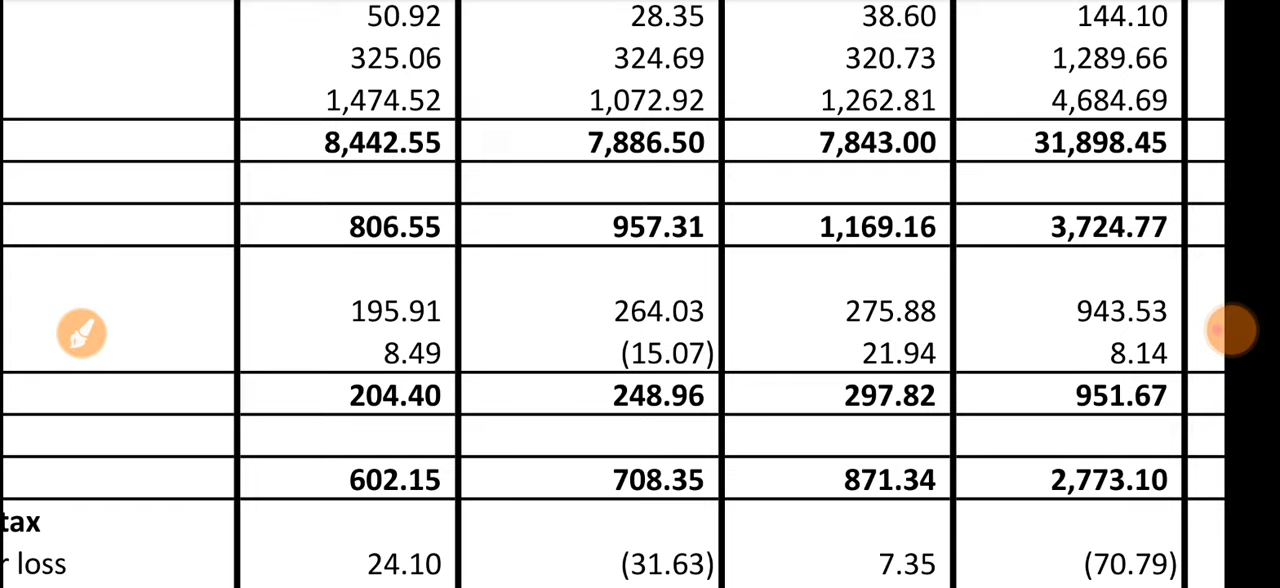 50.92 28.35 38.60 144.10
325.06 324.69 320.73 1,289.66
1,474.52 1,072.92 1,262.81 4,684.69
8,442.55 7,886.50 7,843.00 31,898.45
806.55 957.31 1,169.16 3,724.77
195.91 264.03 275.88 943.53
8.49 (15.07) 21.94 8.14
204.40 248.96 297.82 951.67
602.15 708.35 871.34 2,773.10
tax
r loss 24.10 (31.63) 7.35 (70.79)